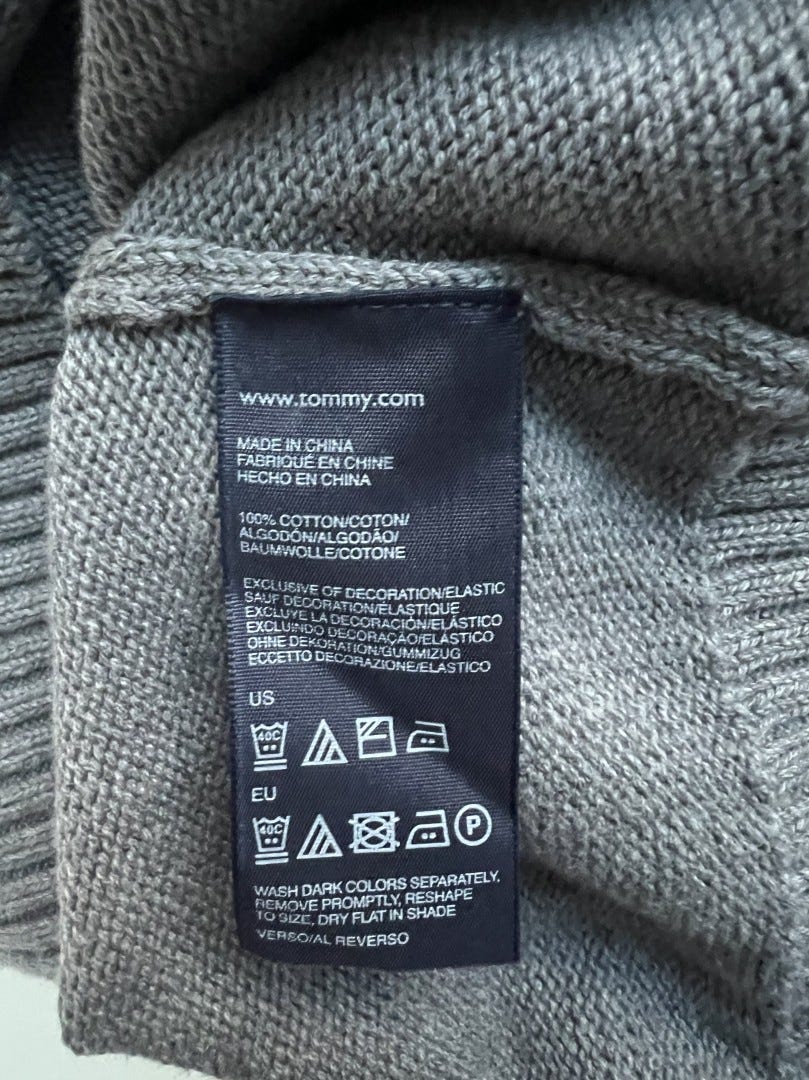 www.tommy.com
MADE IN CHINA
FABRIQUÉ EN CHINE
HECHO EN CHINA
100% COTTON/COTON/
ALGODÓN/ALGODÃO/
BAUMWOLLE/COTONE
EXCLUSIVE OF DECORATION/ELASTIC
SAUF DECORATION/ÉLASTIQUE
EXCLUYE LA DECORACIÓN/ELÁSTICO
EXCLUINDO DECORAÇÃO/ELÁSTICO
OHNE DEKORATION/GUMMIZUG
ECCETTO DECORAZIONE/ELASTICO
US
40C
EU
40C P
WASH DARK COLORS SEPARATELY,
REMOVE PROMPTLY, RESHAPE
TO SIZE, DRY FLAT IN SHADE
VERSO/AL REVERSO